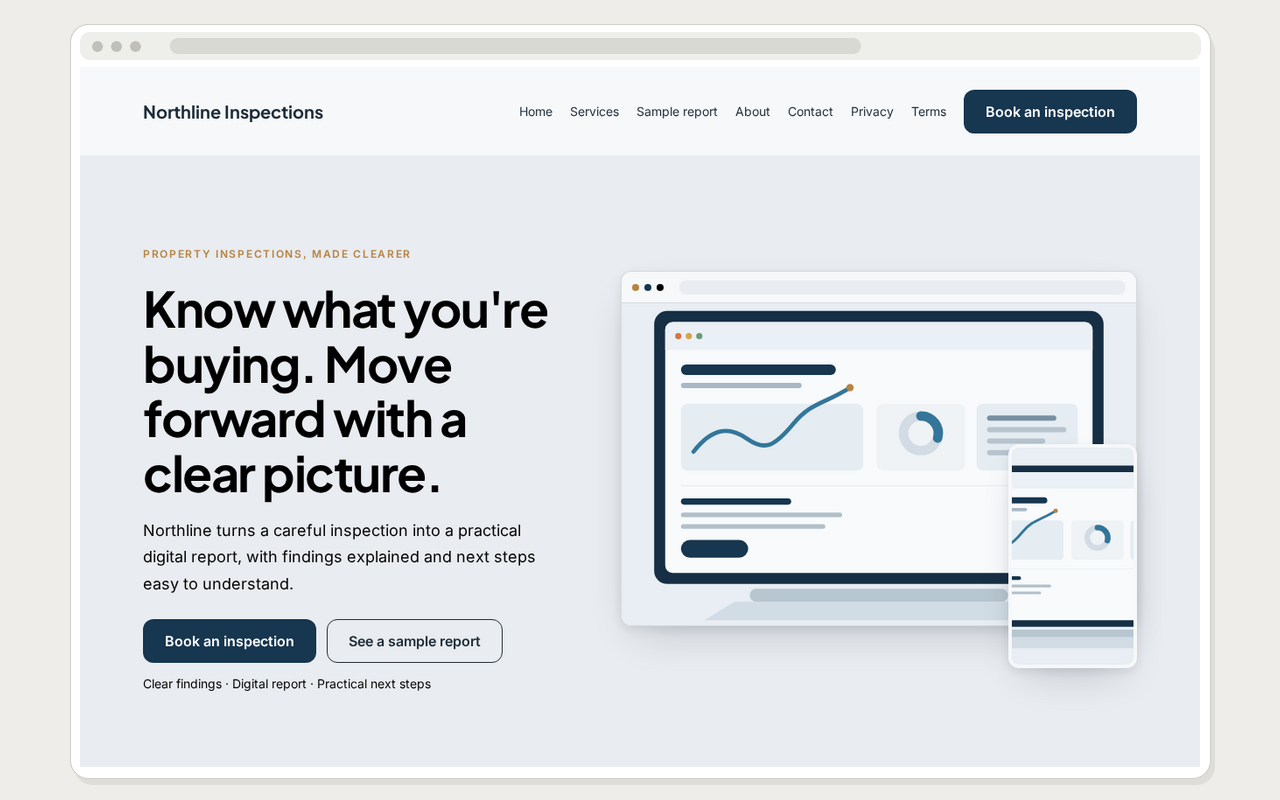 Northline Inspections
Home Services Sample report About Contact Privacy Terms Book an inspection
PROPERTY INSPECTIONS, MADE CLEARER
Know what you're
buying. Move
forward with a
clear picture.
Northline turns a careful inspection into a practical
digital report, with findings explained and next steps
easy to understand.
Book an inspection See a sample report
Clear findings · Digital report · Practical next steps